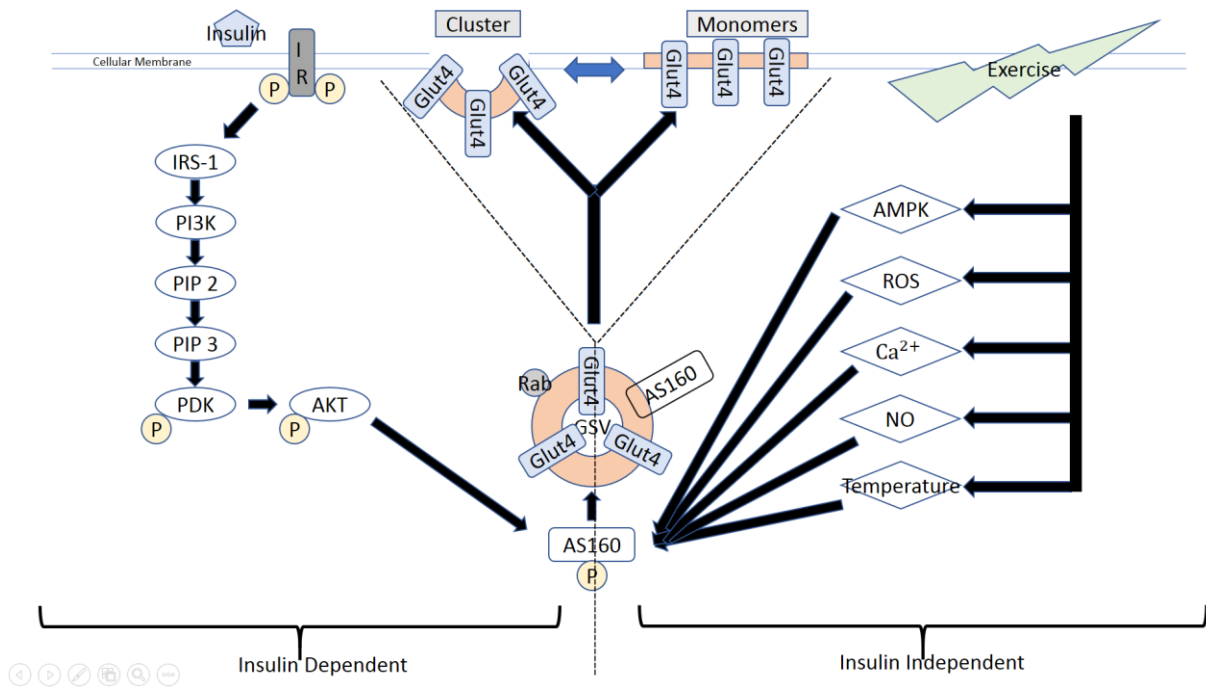 Insulin
I
R
P
P
Cellular Membrane
Cluster
Monomers
Glut4
Glut4
Glut4
Glut4
Glut4
Glut4
Exercise
IRS-1
PI3K
PIP 2
PIP 3
PDK
P
AKT
P
Rab
Glut4
GSV
Glut4
Glut4
AS160
AS160
P
AMPK
ROS
Ca²⁺
NO
Temperature
Insulin Dependent
Insulin Independent